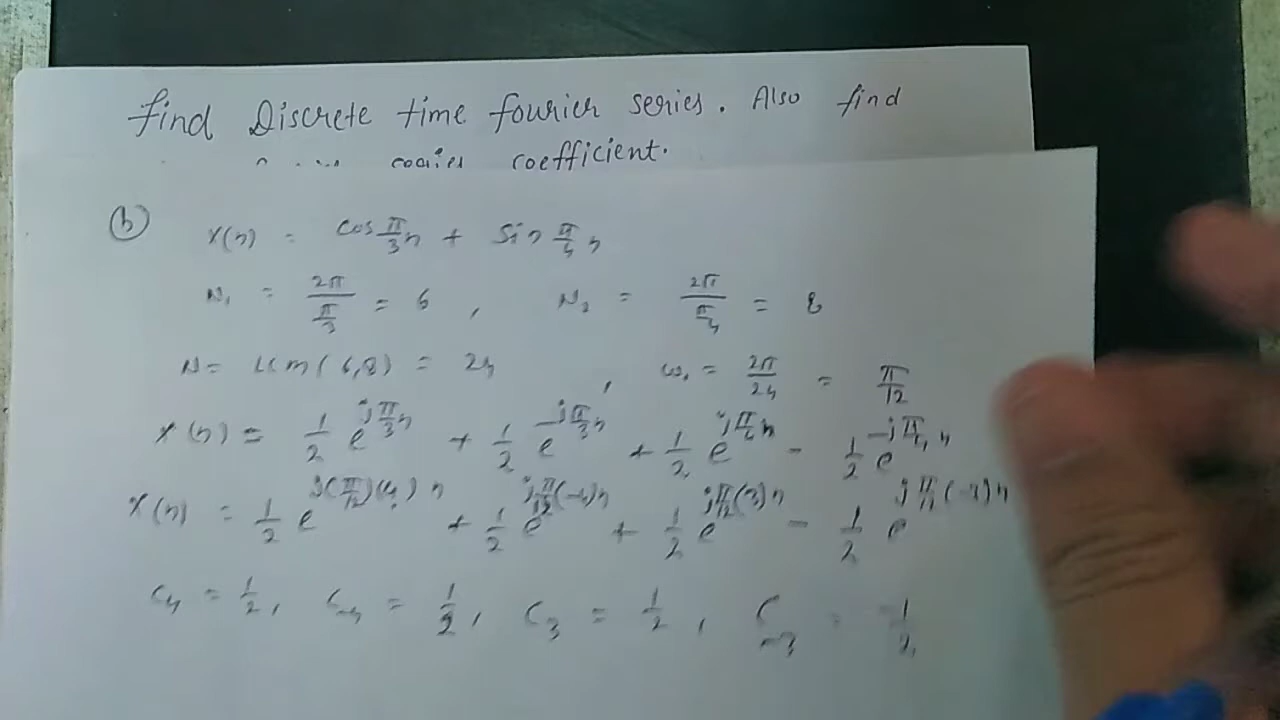 find Discrete time fourier series. Also find
series coefficient.
(b) x(n) = cos π/3 n + sin π/4 n
N₁ = 2π/(π/3) = 6 , N₂ = 2π/(π/4) = 8
N = LCm(6,8) = 24 , ω₀ = 2π/24 = π/12
x(n) = 1/2 e^(jπ/3 n) + 1/2 e^(-jπ/3 n) + 1/2 e^(jπ/4 n) - 1/2 e^(-jπ/4 n)
x(n) = 1/2 e^(j(π/12)(4) n) + 1/2 e^(jπ/12(-4)n) + 1/2 e^(jπ/12(3)n) - 1/2 e^(jπ/12(-3)n)
C₄ = 1/2, C₋₄ = 1/2, C₃ = 1/2, C₋₃ = -1/2